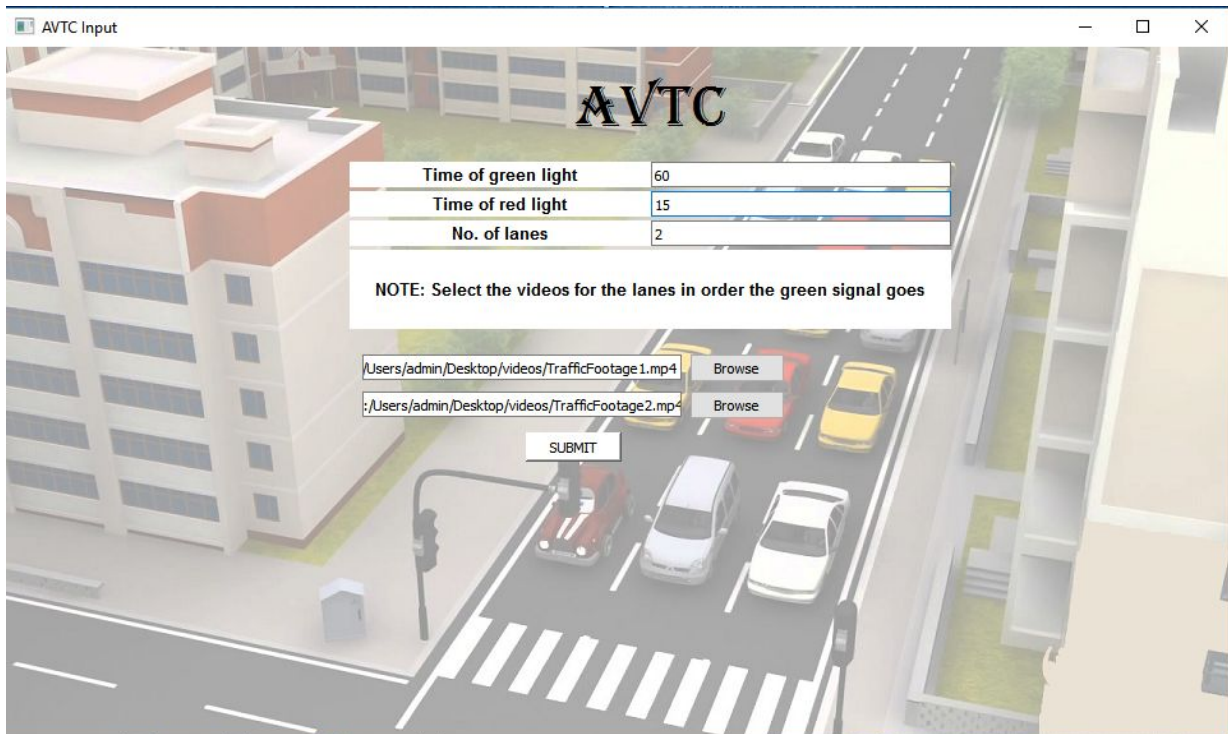 AVTC Input
AVTC
Time of green light 60
Time of red light 15
No. of lanes 2
NOTE: Select the videos for the lanes in order the green signal goes
/Users/admin/Desktop/videos/TrafficFootage1.mp4 Browse
:/Users/admin/Desktop/videos/TrafficFootage2.mp4 Browse
SUBMIT